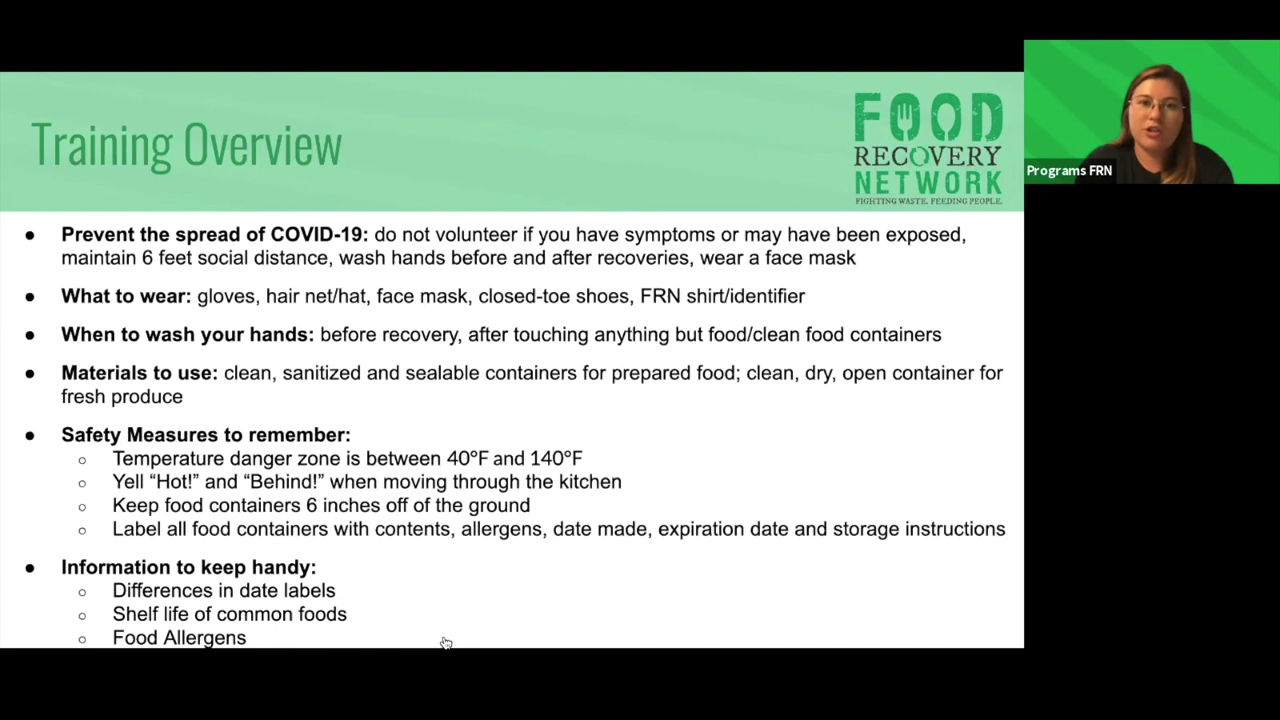 Training Overview
FOOD
RECOVERY
NETWORK
FIGHTING WASTE. FEEDING PEOPLE.
Programs FRN
● Prevent the spread of COVID-19: do not volunteer if you have symptoms or may have been exposed,
maintain 6 feet social distance, wash hands before and after recoveries, wear a face mask
● What to wear: gloves, hair net/hat, face mask, closed-toe shoes, FRN shirt/identifier
● When to wash your hands: before recovery, after touching anything but food/clean food containers
● Materials to use: clean, sanitized and sealable containers for prepared food; clean, dry, open container for
fresh produce
● Safety Measures to remember:
○ Temperature danger zone is between 40°F and 140°F
○ Yell “Hot!” and “Behind!” when moving through the kitchen
○ Keep food containers 6 inches off of the ground
○ Label all food containers with contents, allergens, date made, expiration date and storage instructions
● Information to keep handy:
○ Differences in date labels
○ Shelf life of common foods
○ Food Allergens